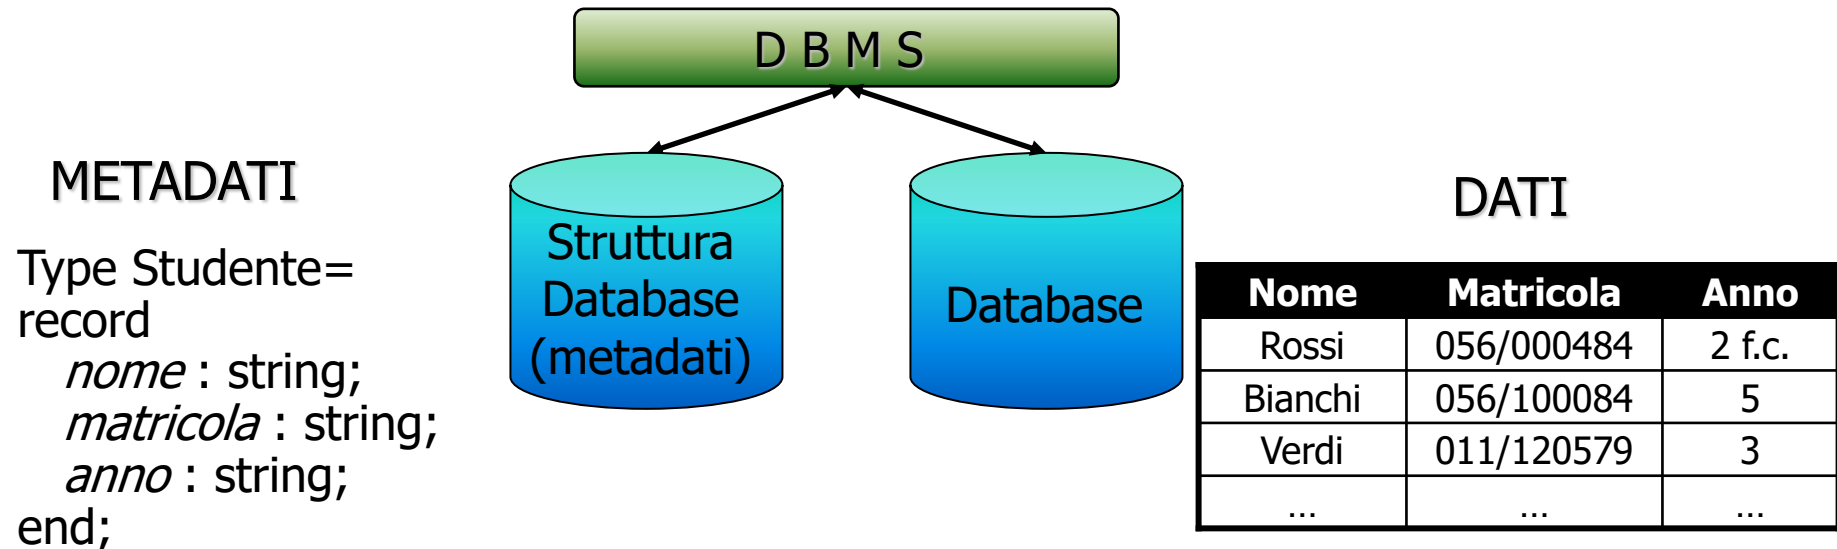 D B M S
METADATI
Type Studente=
record
nome : string;
matricola : string;
anno : string;
end;
Struttura
Database
(metadati)
Database
DATI
Nome Matricola Anno
Rossi 056/000484 2 f.c.
Bianchi 056/100084 5
Verdi 011/120579 3
... ... ...